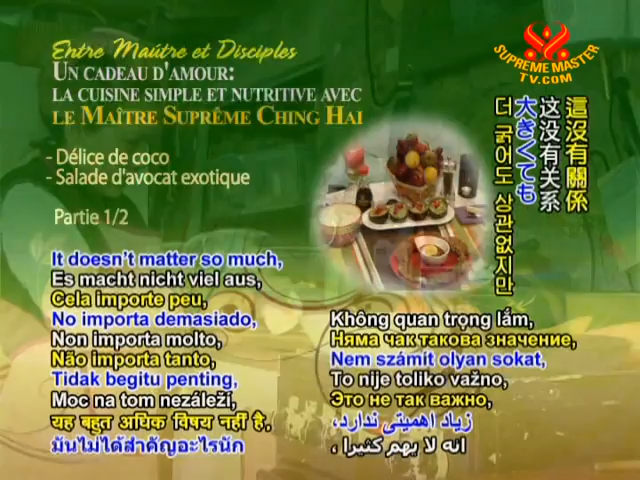 Entre Maútre et Disciples
UN CADEAU D'AMOUR:
LA CUISINE SIMPLE ET NUTRITIVE AVEC
LE MAÎTRE SUPRÊME CHING HAI
SUPREME MASTER
TV.COM
- Délice de coco
- Salade d'avocat exotique
Partie 1/2
這沒有關係
这没有关系
大きくても
더 굵어도 상관없지만
It doesn't matter so much,
Es macht nicht viel aus,
Cela importe peu,
No importa demasiado,
Non importa molto,
Não importa tanto,
Tidak begitu penting,
Moc na tom nezáleží,
यह बहुत अधिक विषय नहीं है,
มันไม่ได้สำคัญอะไรนัก
Không quan trọng lắm,
Няма чак такова значение,
Nem számít olyan sokat,
To nije toliko važno,
Это не так важно,
زیاد اهمیتی ندارد،
انه لا يهم كثيرا ،